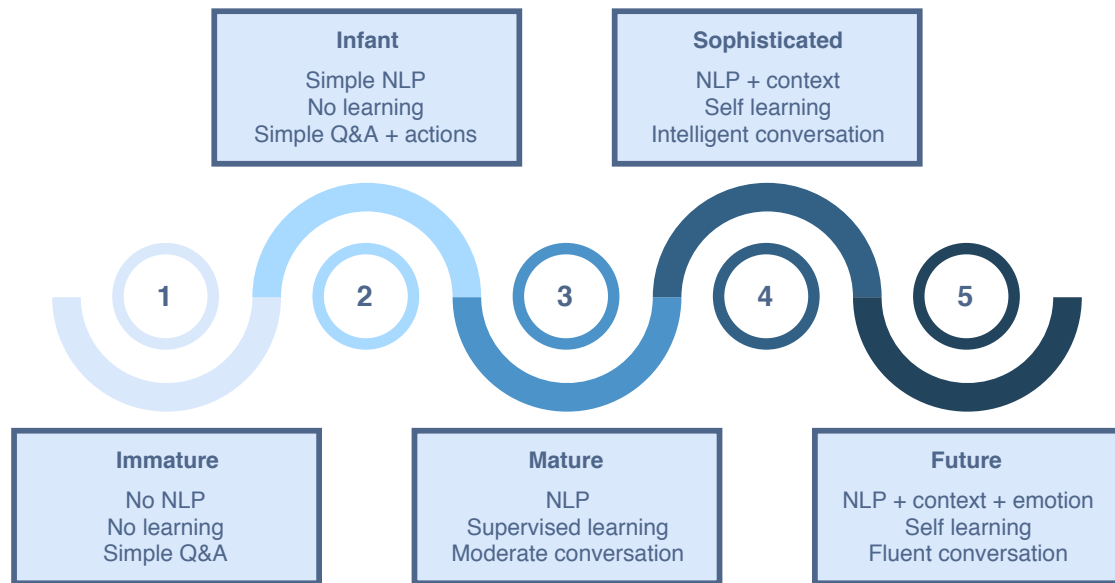 Infant
Simple NLP
No learning
Simple Q&A + actions
Sophisticated
NLP + context
Self learning
Intelligent conversation
1
2
3
4
5
Immature
No NLP
No learning
Simple Q&A
Mature
NLP
Supervised learning
Moderate conversation
Future
NLP + context + emotion
Self learning
Fluent conversation